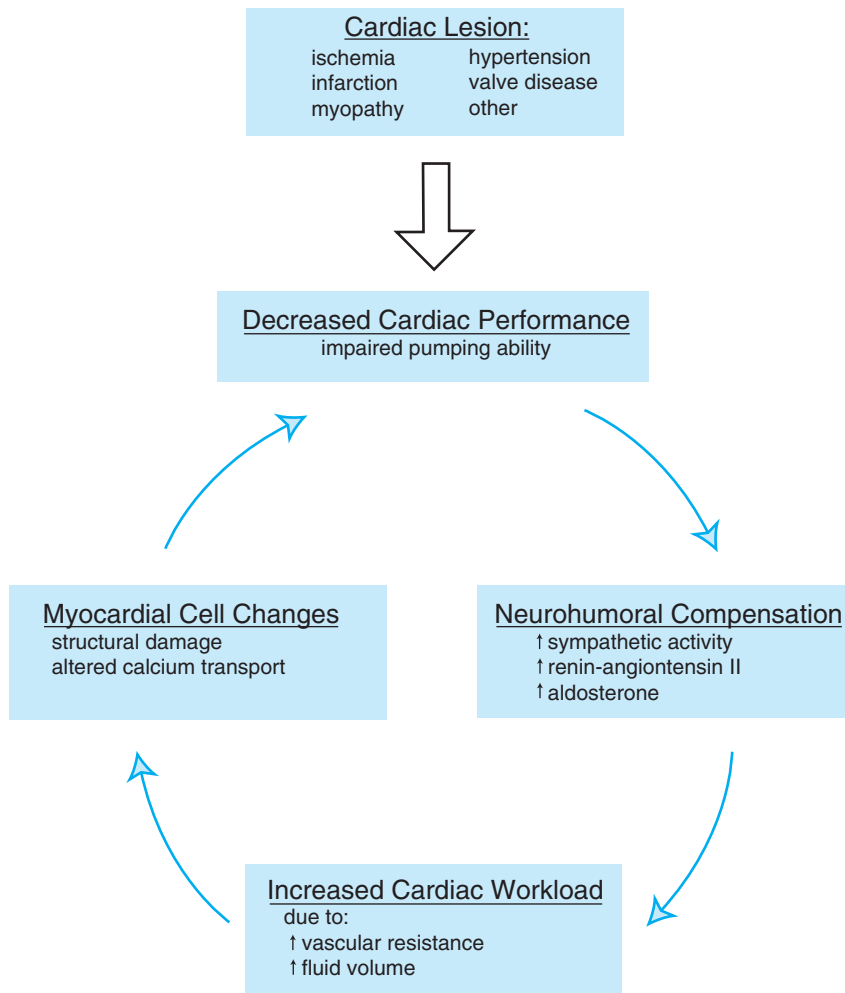 Cardiac Lesion:
ischemia hypertension
infarction valve disease
myopathy other
Decreased Cardiac Performance
impaired pumping ability
Myocardial Cell Changes
structural damage
altered calcium transport
Neurohumoral Compensation
↑ sympathetic activity
↑ renin-angiontensin II
↑ aldosterone
Increased Cardiac Workload
due to:
↑ vascular resistance
↑ fluid volume